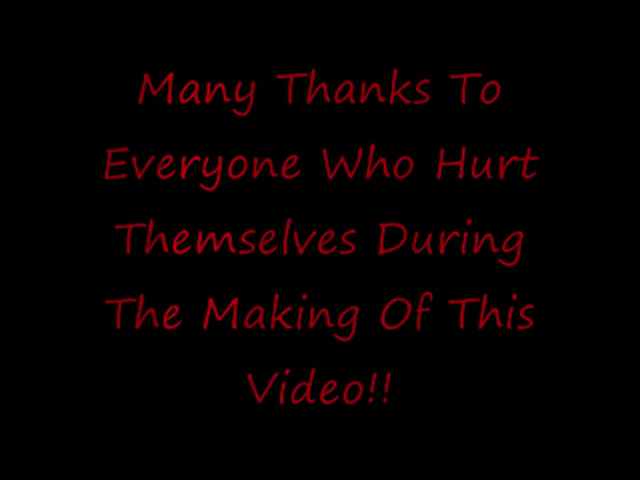 Many Thanks To
Everyone Who Hurt
Themselves During
The Making Of This
Video!!